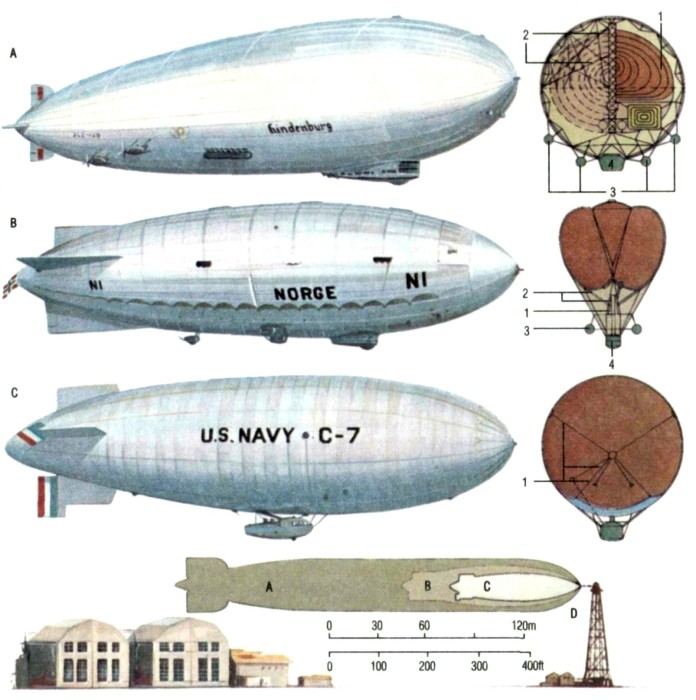 A
Hindenburg
1
2
4
3
B
N1
NORGE
N1
2
1
3
4
C
U.S. NAVY • C-7
1
A B C
D
0 30 60 120m
0 100 200 300 400ft